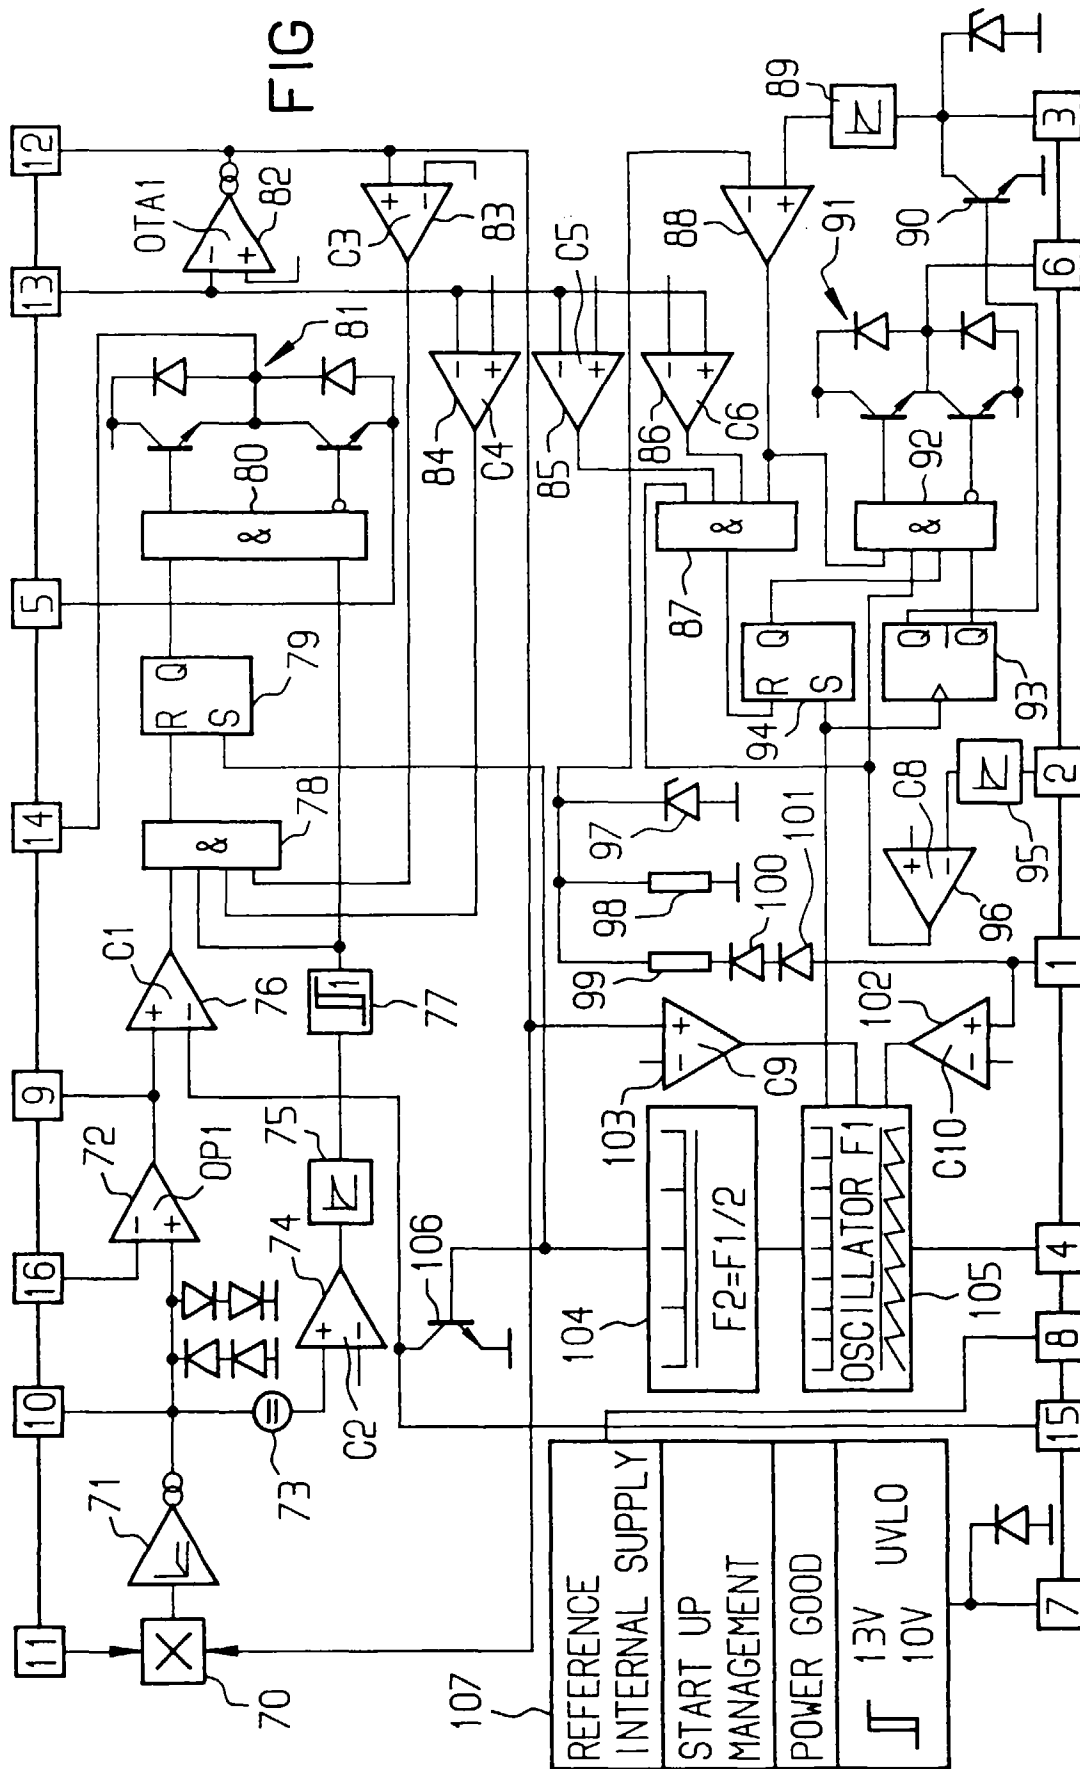 11
10
16
9
14
5
13
12
70
71
72
OP1
C1
+
−
76
&
78
R
S
Q
79
&
80
81
OTA1
−
+
82
FIG
73
74
+
−
C2
75
1
77
C3
+
−
83
106
84
−
+
C4
85
−
+
C5
107
REFERENCE
INTERNAL SUPPLY
START UP
MANAGEMENT
POWER GOOD
13V
10V
UVLO
104
F2=F1/2
103
+
−
C9
99
98
97
100
101
86
−
+
C6
88
−
+
89
&
87
R
S
Q
94
OSCILLATOR F1
105
C10
102
+
−
C8
+
−
96
95
Q
Q
93
&
92
91
90
7
15
8
4
1
2
6
3